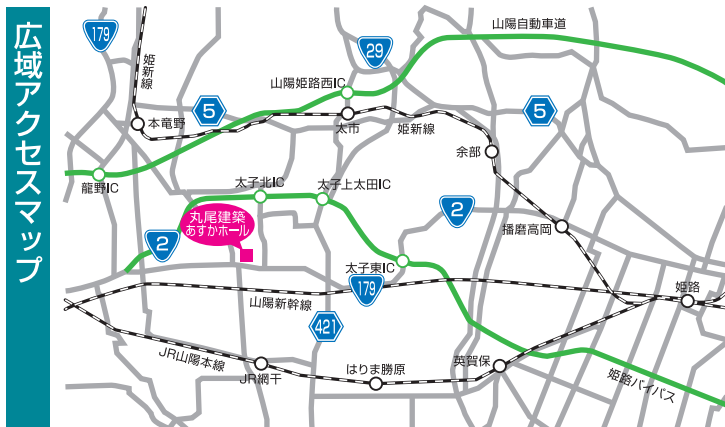 広域アクセスマップ
179
29
山陽自動車道
姫新線
山陽姫路西IC
5
5
本竜野
太市
姫新線
余部
龍野IC
太子北IC
太子上太田IC
2
丸尾建築
あすかホール
2
播磨高岡
太子東IC
179
山陽新幹線
姫路
421
JR山陽本線
JR網干
はりま勝原
英賀保
姫路バイパス